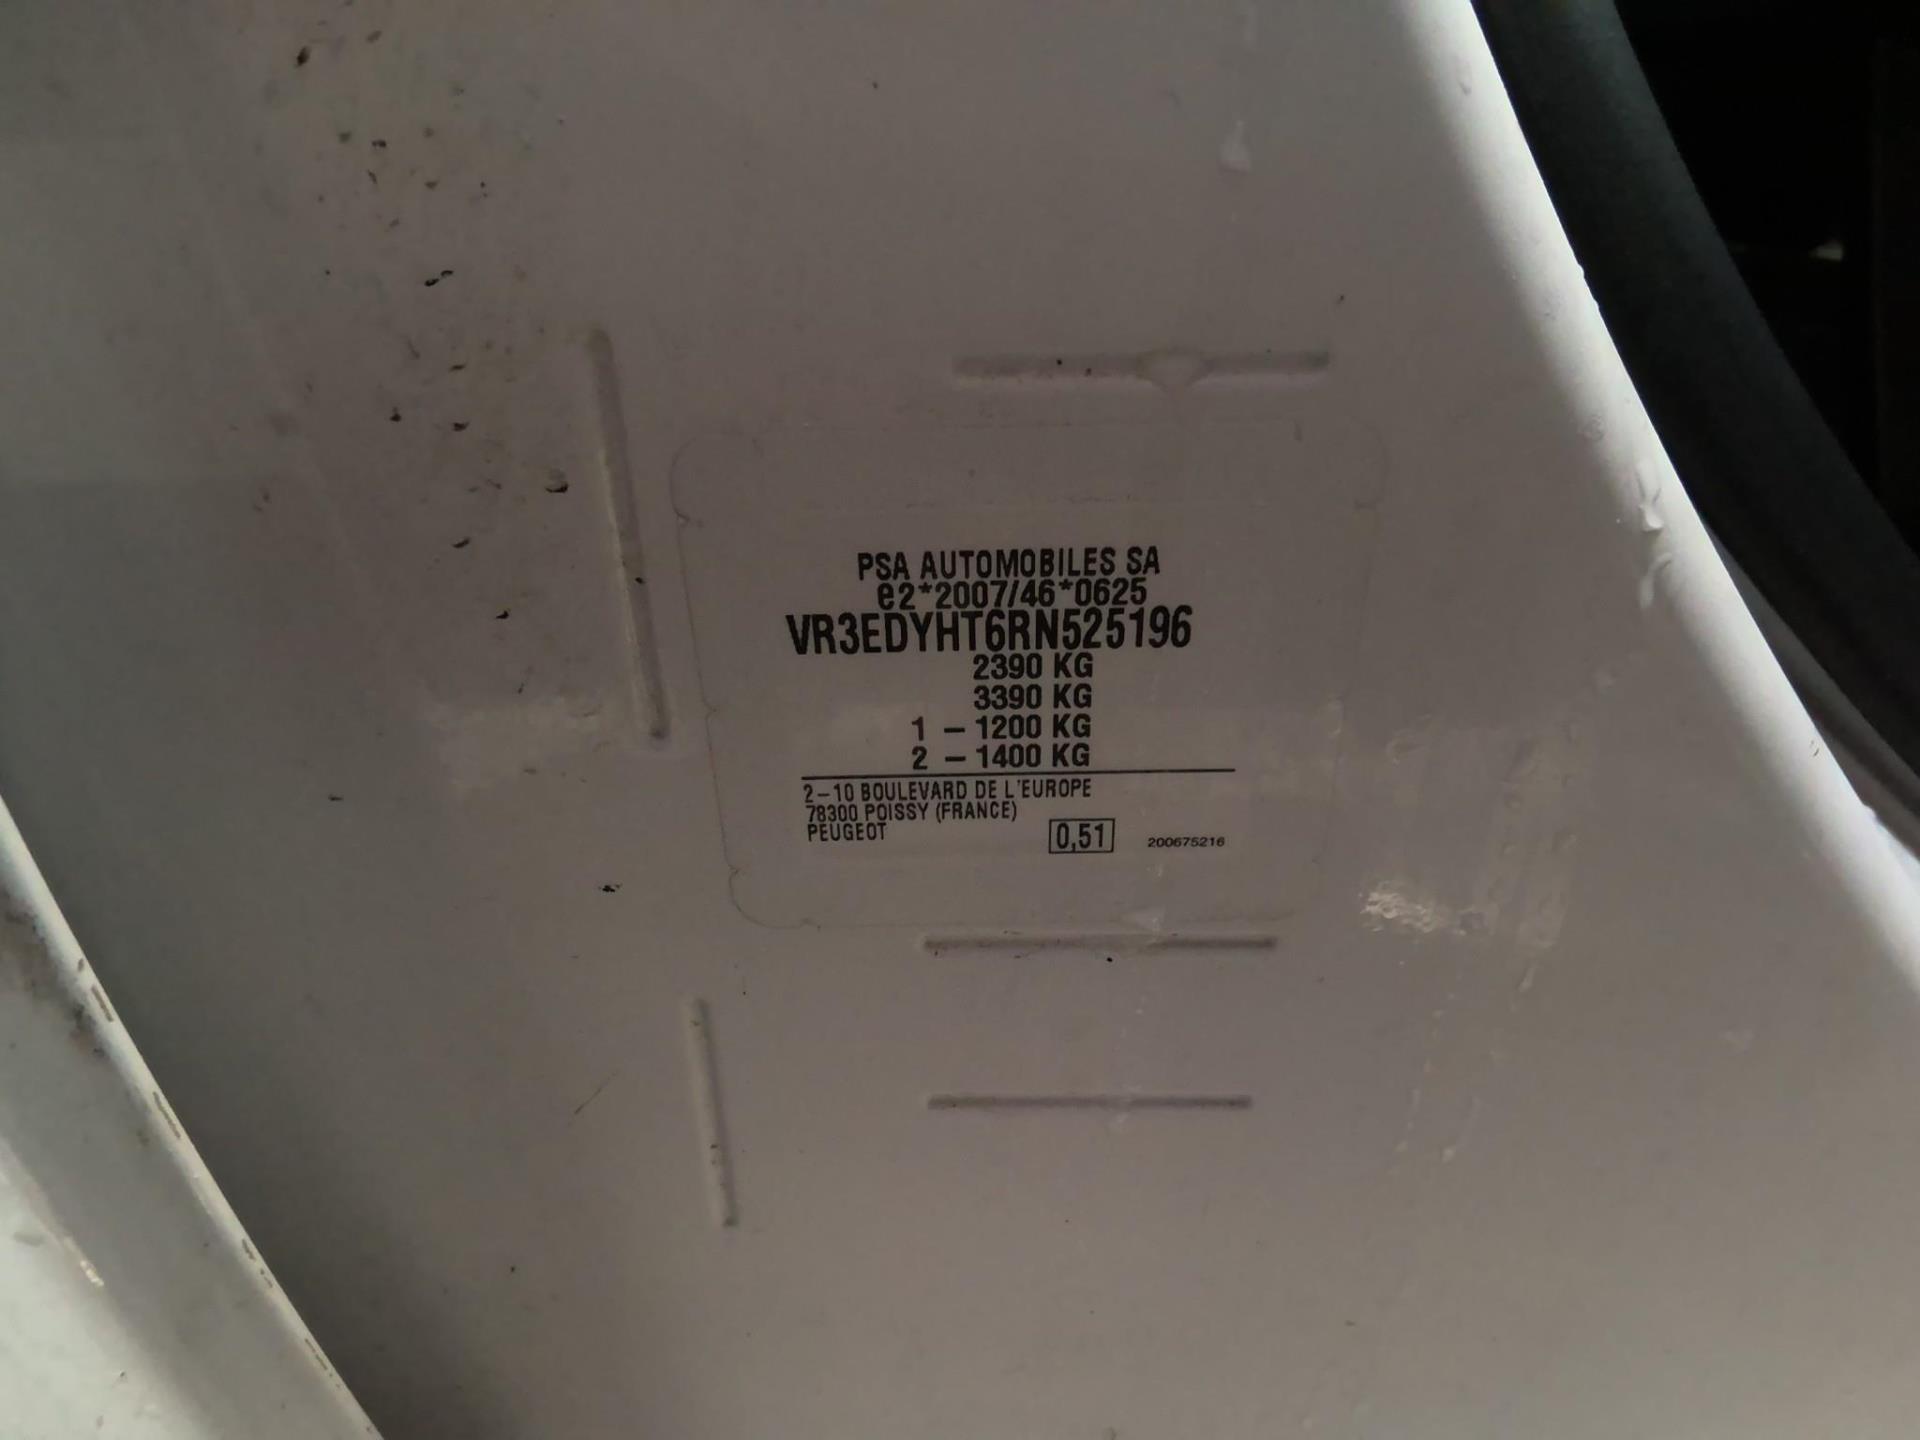 PSA AUTOMOBILES SA
e2*2007/46*0625
VR3EDYHT6RN525196
2390 KG
3390 KG
1 - 1200 KG
2 - 1400 KG
2-10 BOULEVARD DE L'EUROPE
78300 POISSY (FRANCE)
PEUGEOT
0,51
200675216